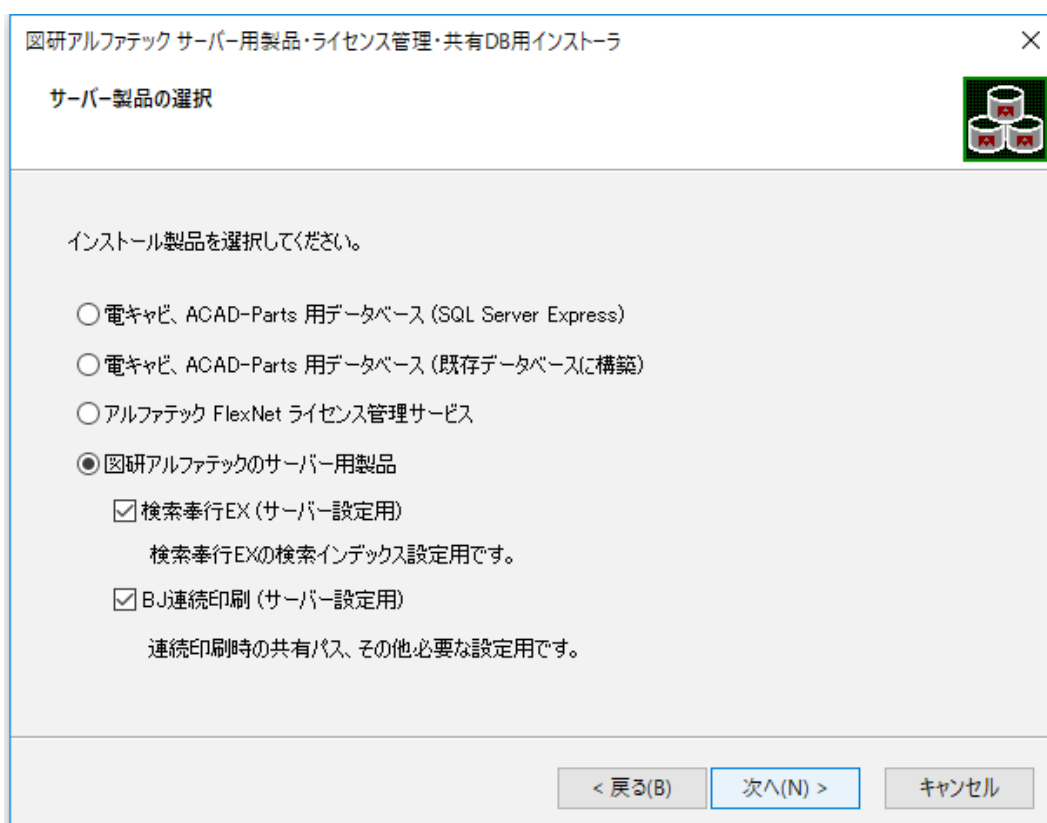 図研アルファテック サーバー用製品・ライセンス管理・共有DB用インストーラ
サーバー製品の選択
インストール製品を選択してください。
電キャビ、ACAD-Parts 用データベース (SQL Server Express)
電キャビ、ACAD-Parts 用データベース (既存データベースに構築)
アルファテック FlexNet ライセンス管理サービス
図研アルファテックのサーバー用製品
検索奉行EX (サーバー設定用)
検索奉行EXの検索インデックス設定用です。
BJ連続印刷 (サーバー設定用)
連続印刷時の共有パス、その他必要な設定用です。
< 戻る(B) 次へ(N) > キャンセル